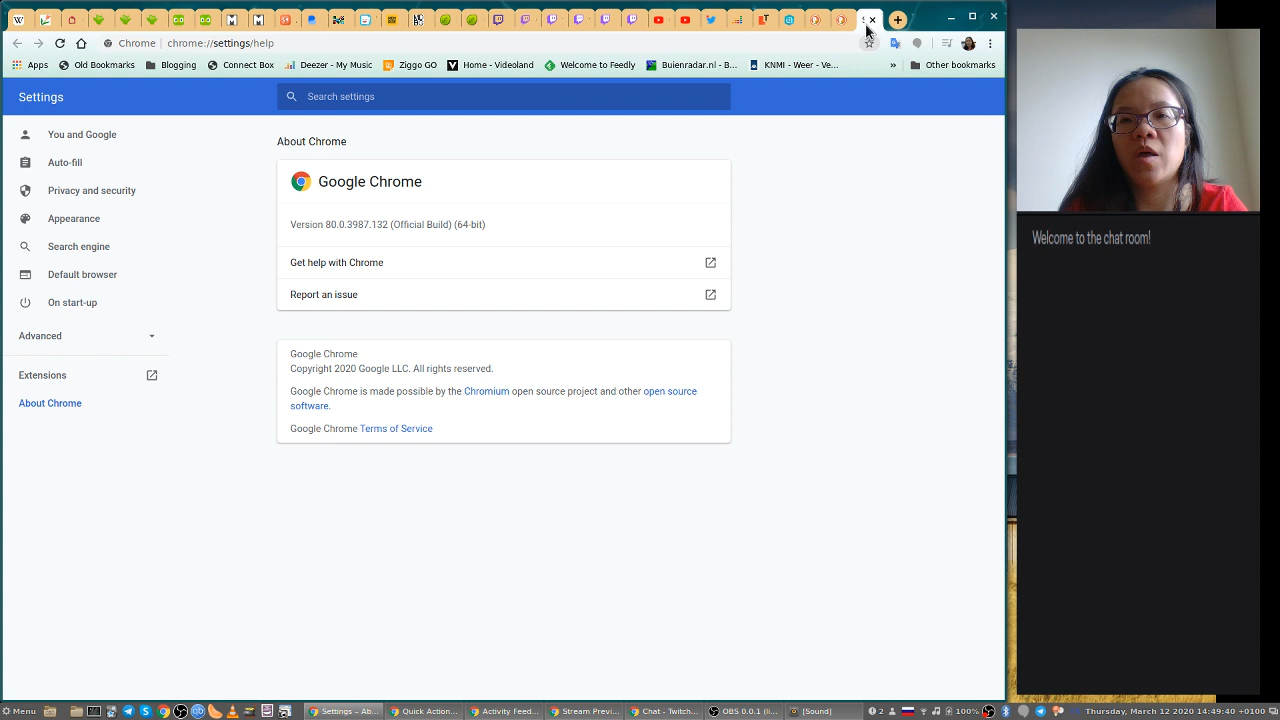 Chrome | chrome://settings/help
Apps Old Bookmarks Blogging Connect Box Deezer - My Music Ziggo GO Home - Videoland Welcome to Feedly Buienradar.nl - B... KNMI - Weer - Ve... » Other bookmarks
Settings
Search settings
You and Google
Auto-fill
Privacy and security
Appearance
Search engine
Default browser
On start-up
Advanced
Extensions
About Chrome
About Chrome
Google Chrome
Version 80.0.3987.132 (Official Build) (64-bit)
Get help with Chrome
Report an issue
Google Chrome
Copyright 2020 Google LLC. All rights reserved.
Google Chrome is made possible by the Chromium open source project and other open source
software.
Google Chrome Terms of Service
Welcome to the chat room!
Menu Settings – Ab... Quick Action... Activity Feed... Stream Previ... Chat - Twitch... OBS 0.0.1 (li... (Sound) 2 100% Thursday, March 12 2020 14:49:40 +0100